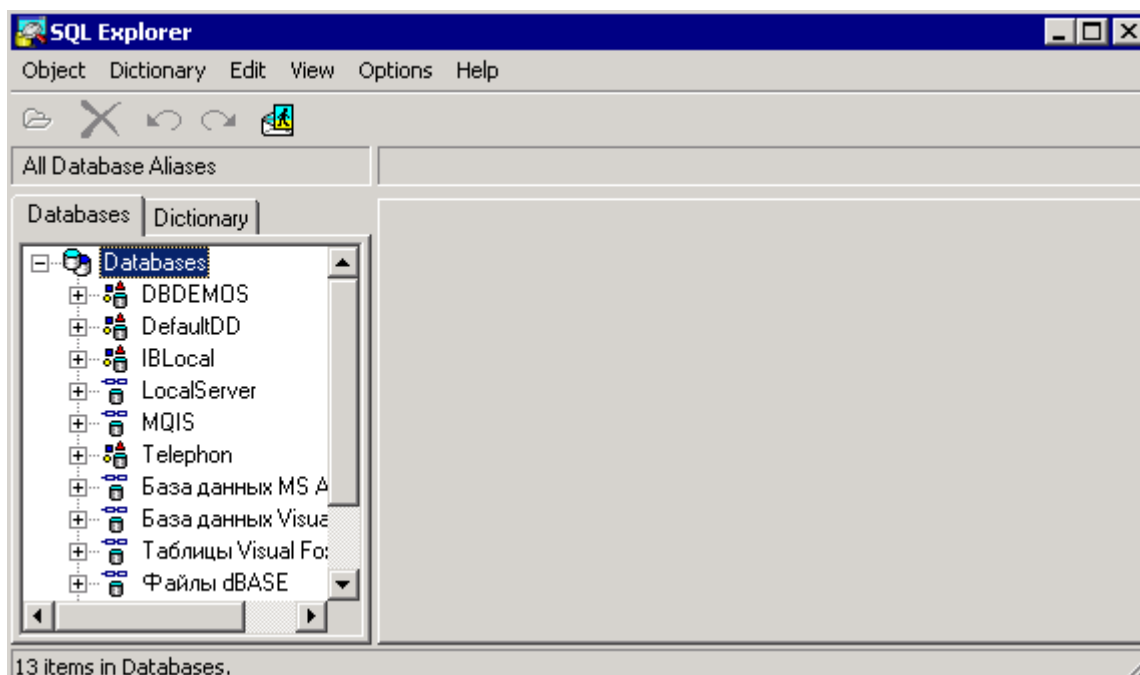 SQL Explorer
Object Dictionary Edit View Options Help
All Database Aliases
Databases Dictionary
Databases
DBDEMOS
DefaultDD
IBLocal
LocalServer
MQIS
Telephon
База данных MS A
База данных Visua
Таблицы Visual Fo
Файлы dBASE
13 items in Databases.